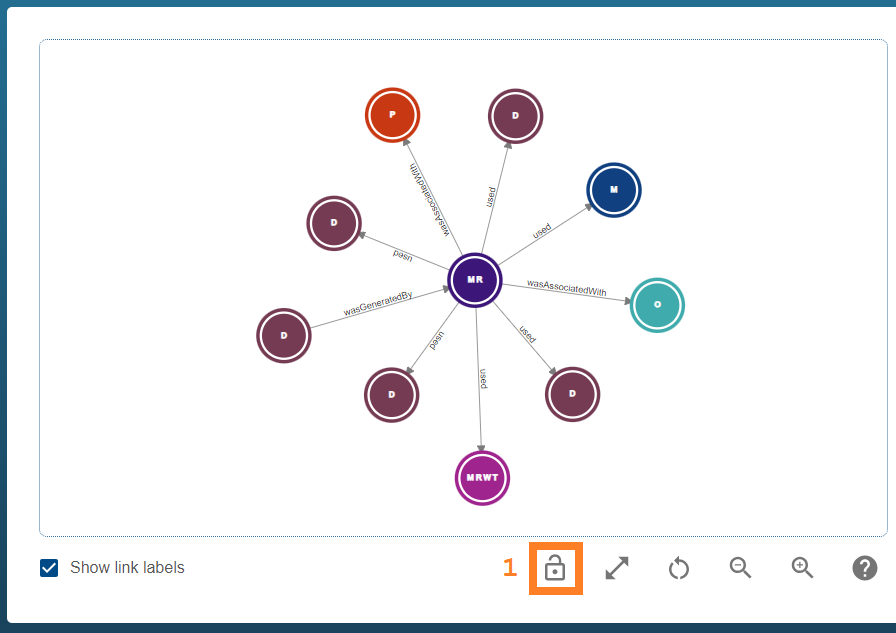 P
D
wasAssociatedWith
used
M
D
used
used
MR
wasAssociatedWith
O
wasGeneratedBy
D
used
used
used
D
D
MRWT
Show link labels
1
?